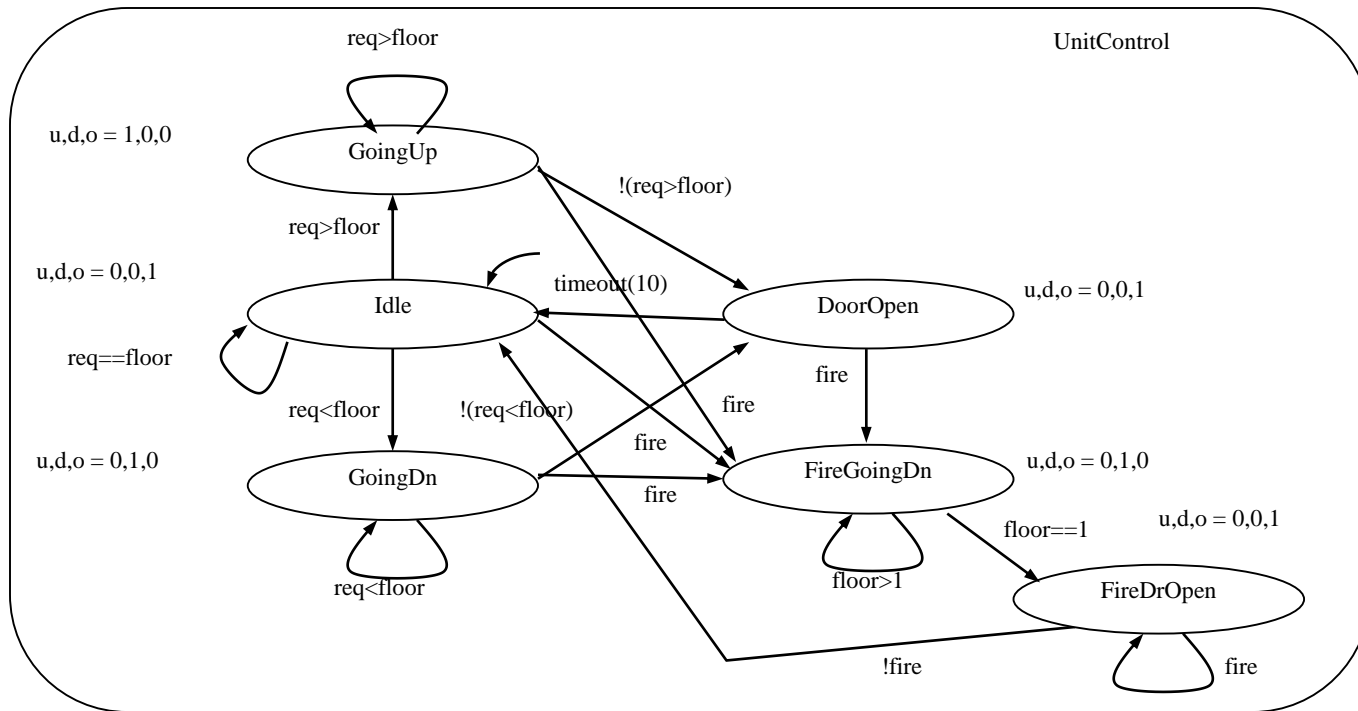 req>floor
UnitControl
u,d,o = 1,0,0
GoingUp
!(req>floor)
req>floor
u,d,o = 0,0,1
timeout(10)
Idle
DoorOpen
u,d,o = 0,0,1
req==floor
fire
req<floor
!(req<floor)
fire
fire
u,d,o = 0,1,0
GoingDn
FireGoingDn
u,d,o = 0,1,0
fire
u,d,o = 0,0,1
floor==1
req<floor
floor>1
FireDrOpen
!fire
fire